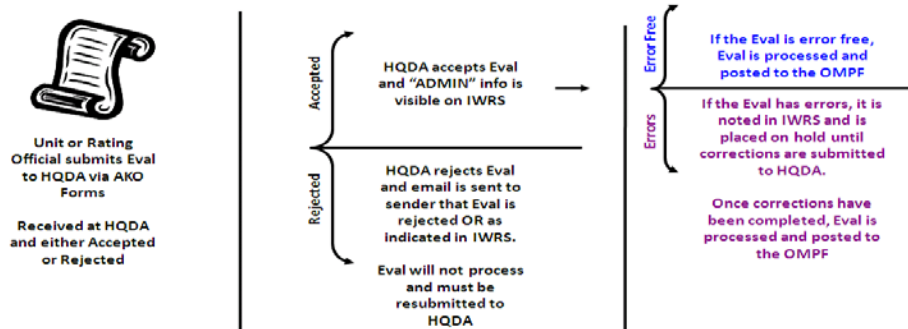 Unit or Rating
Official submits Eval
to HQDA via AKO
Forms
Received at HQDA
and either Accepted
or Rejected
Accepted
HQDA accepts Eval
and “ADMIN” info is
visible on IWRS
Rejected
HQDA rejects Eval
and email is sent to
sender that Eval is
rejected OR as
indicated in IWRS.
Eval will not process
and must be
resubmitted to
HQDA
Error Free
If the Eval is error free,
Eval is processed and
posted to the OMPF
Errors
If the Eval has errors, it is
noted in IWRS and is
placed on hold until
corrections are submitted
to HQDA.
Once corrections have
been completed, Eval is
processed and posted to
the OMPF